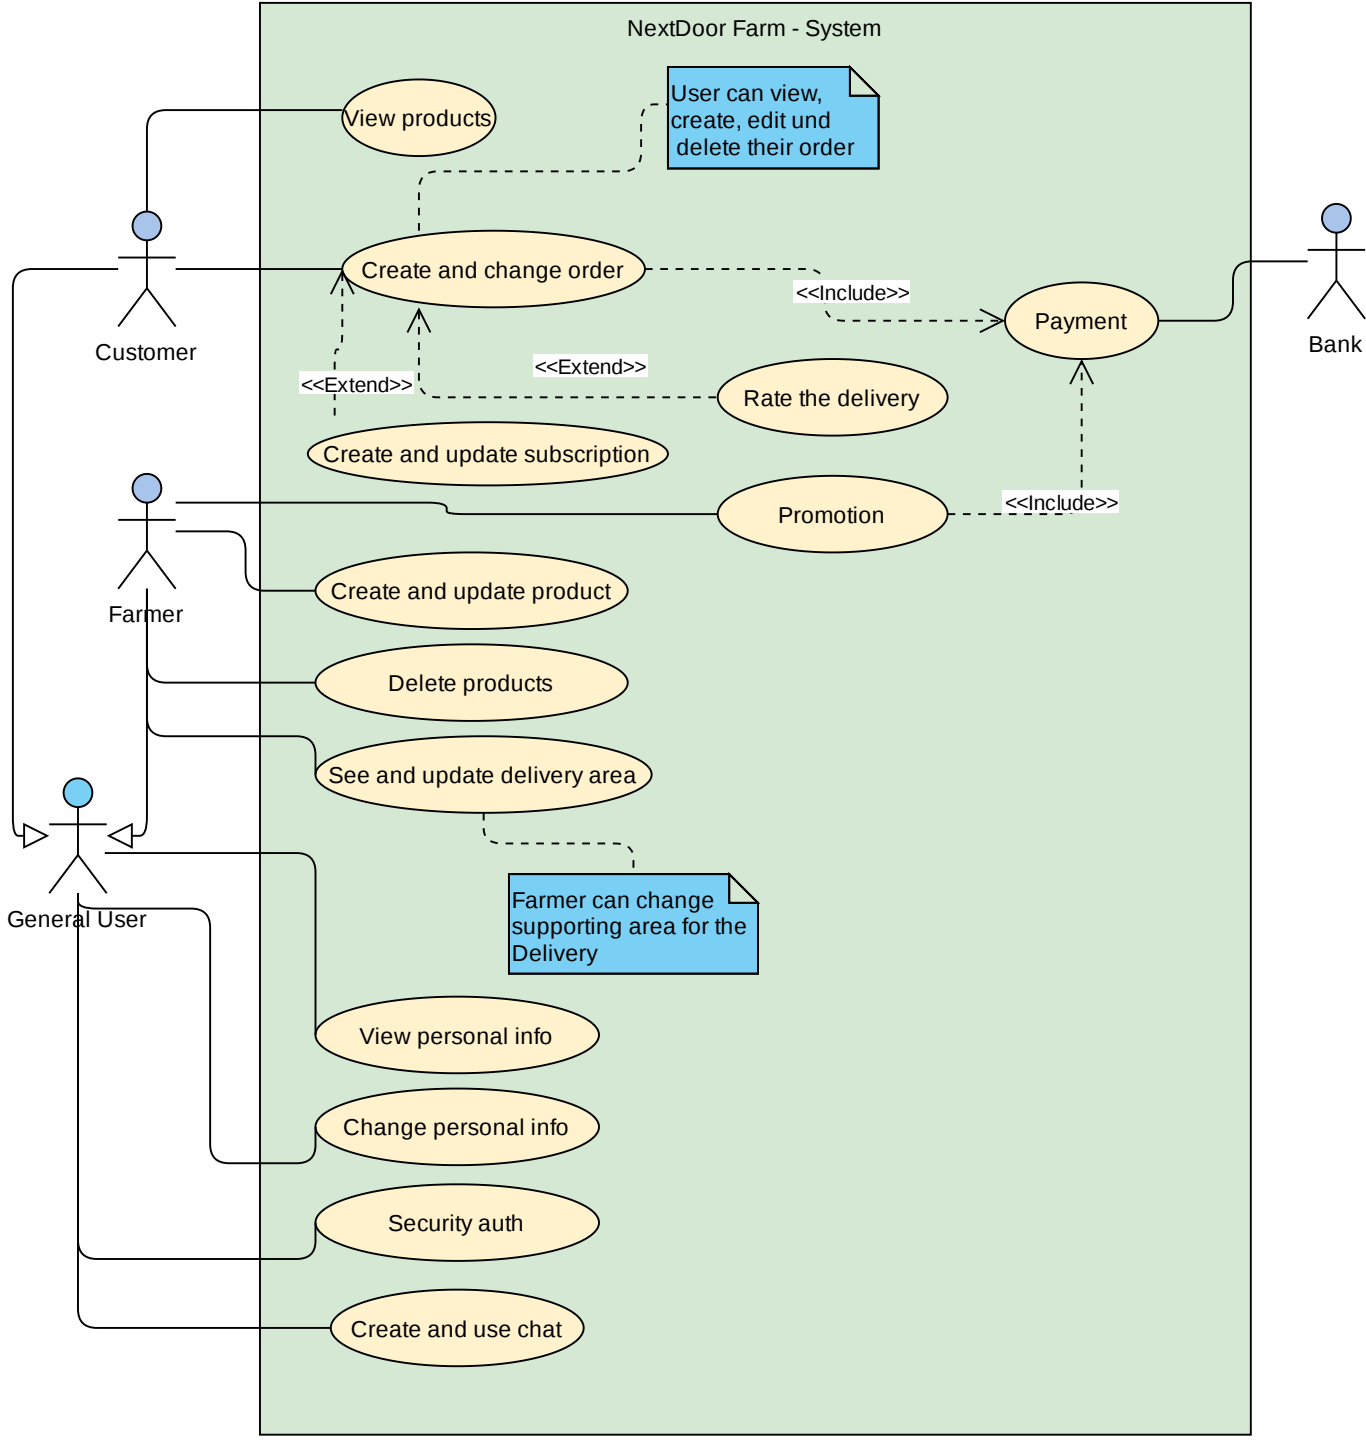 NextDoor Farm - System
View products
User can view,
create, edit und
delete their order
Customer
Create and change order
<<Include>>
Payment
Bank
<<Extend>>
<<Extend>>
Rate the delivery
Create and update subscription
Farmer
Promotion
<<Include>>
Create and update product
Delete products
See and update delivery area
General User
Farmer can change
supporting area for the
Delivery
View personal info
Change personal info
Security auth
Create and use chat